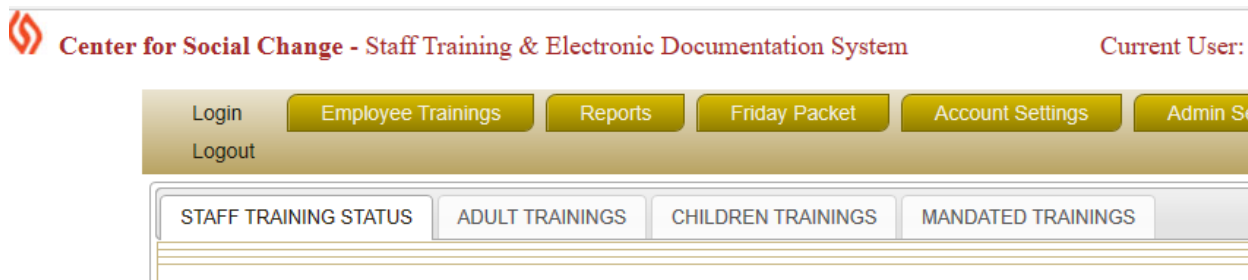 Center for Social Change - Staff Training & Electronic Documentation System Current User:
Login Employee Trainings Reports Friday Packet Account Settings Admin
Logout
STAFF TRAINING STATUS ADULT TRAININGS CHILDREN TRAININGS MANDATED TRAININGS